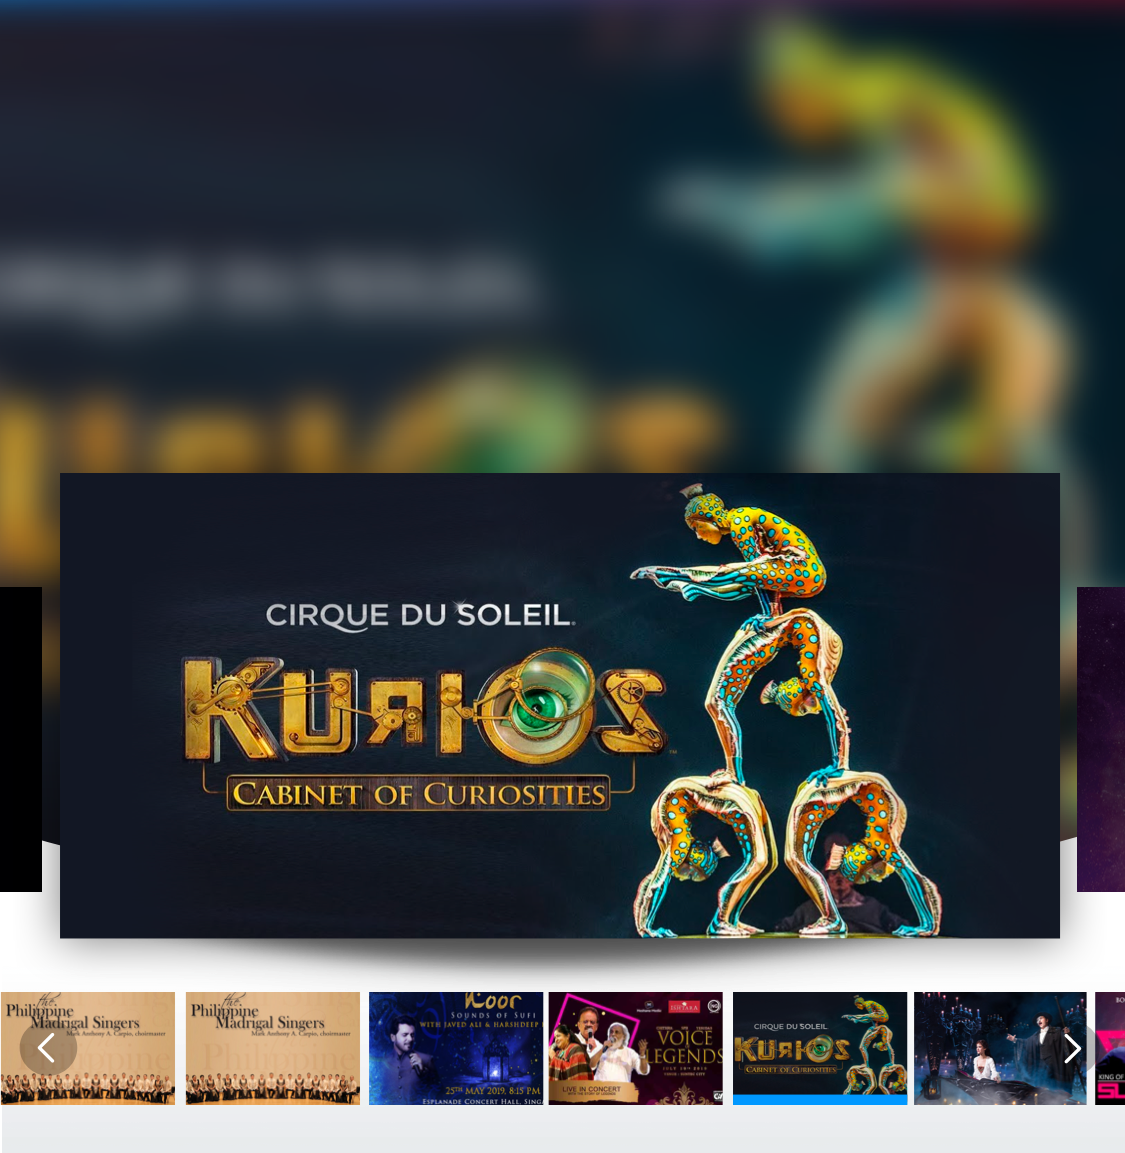 CIRQUE DU SOLEIL
KURIOS™
CABINET OF CURIOSITIES
the
Philippine
Madrigal Singers
Mark Anthony A. Carpio, choirmaster
the
Philippine
Madrigal Singers
Mark Anthony A. Carpio, choirmaster
Noor
SOUNDS OF SUFI
WITH JAVED ALI & HARSHDEEP
25TH MAY 2019, 8:15 PM
ESPLANADE CONCERT HALL, SING
VOICE
LEGENDS
LIVE IN CONCERT
CIRQUE DU SOLEIL
KURIOS
CABINET OF CURIOSITIES
BO
KING OF